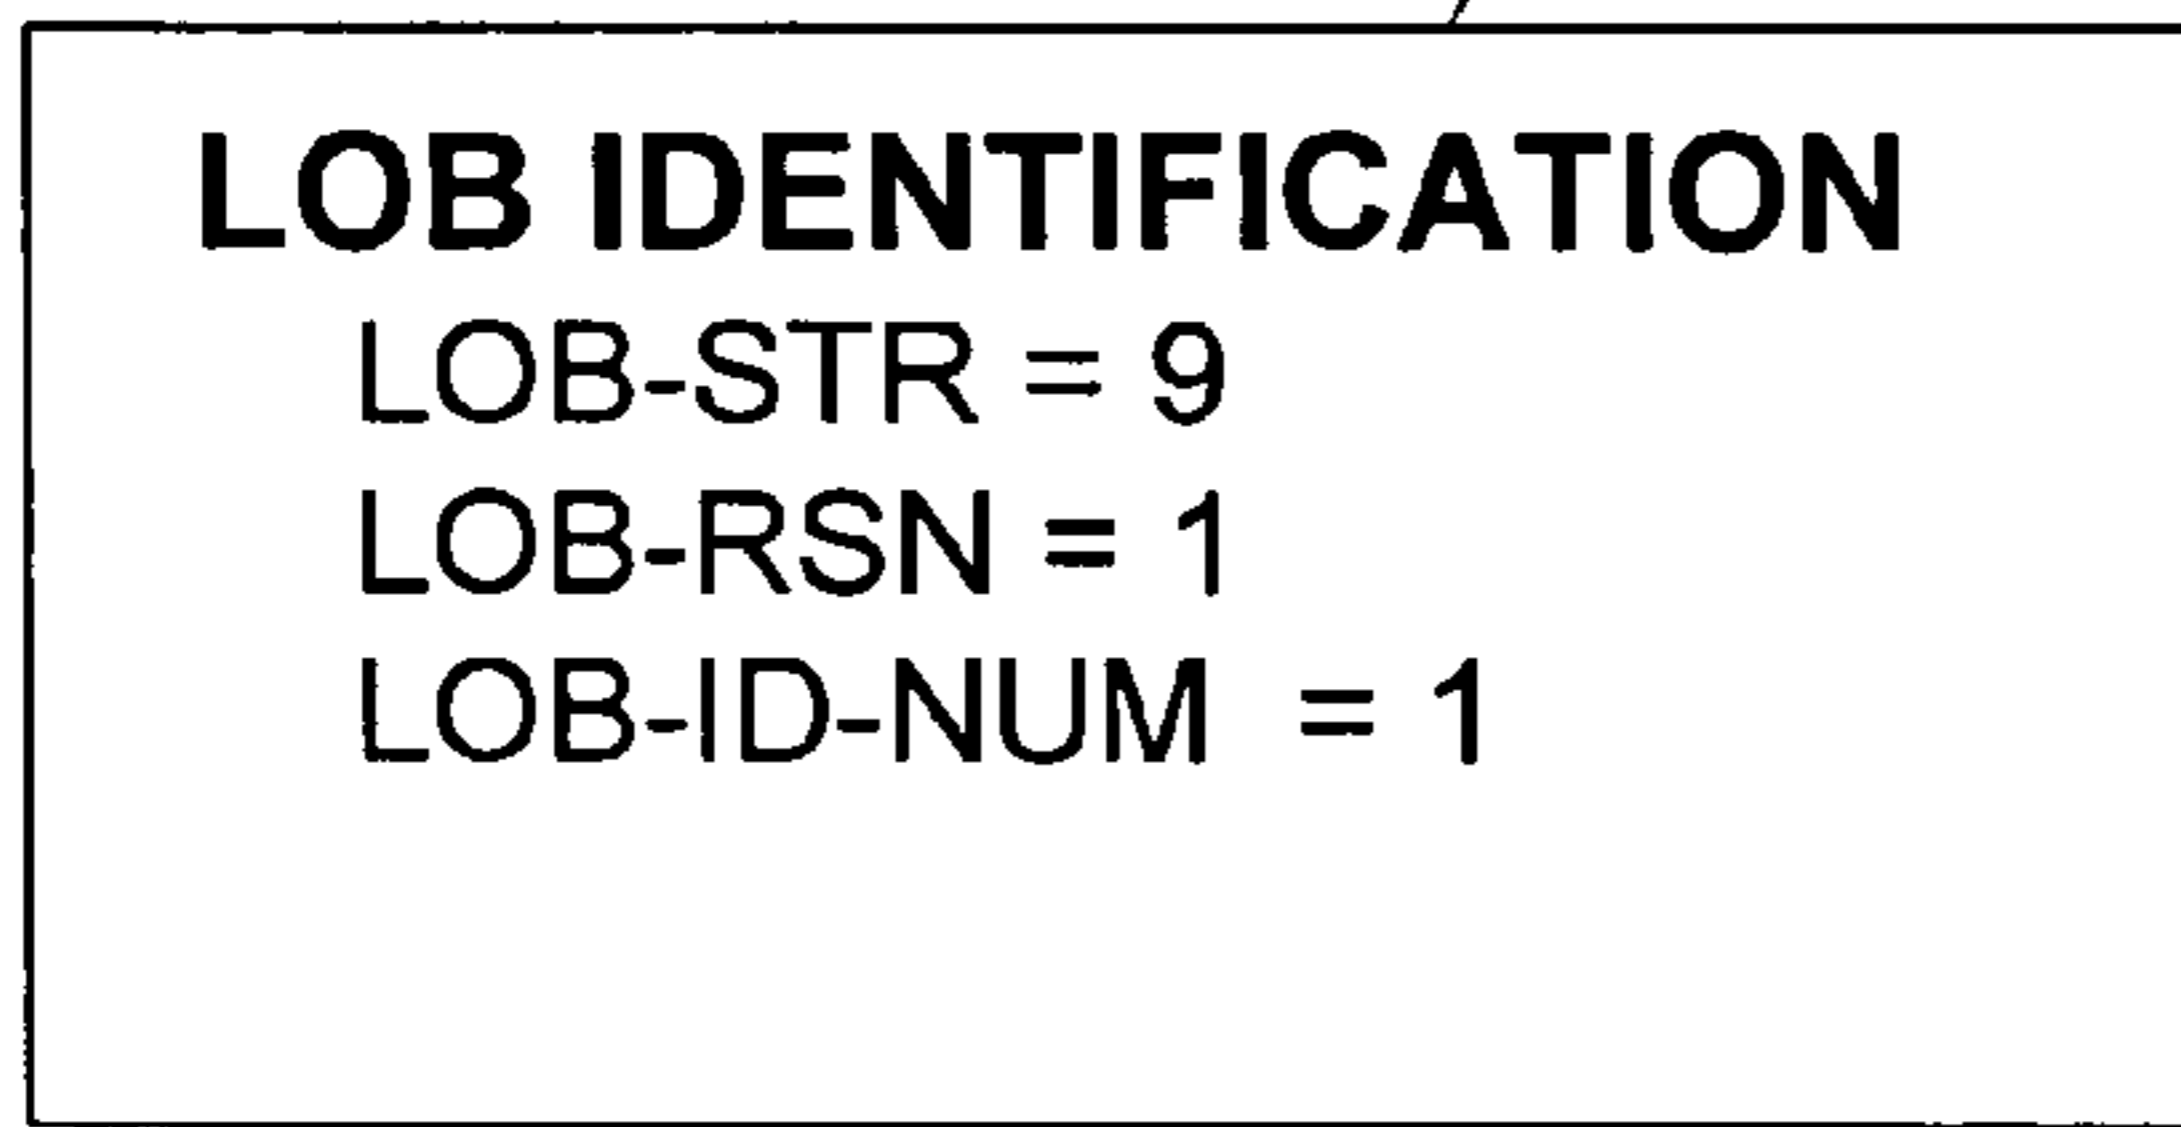 LOB IDENTIFICATION
LOB-STR = 9
LOB-RSN = 1
LOB-ID-NUM = 1